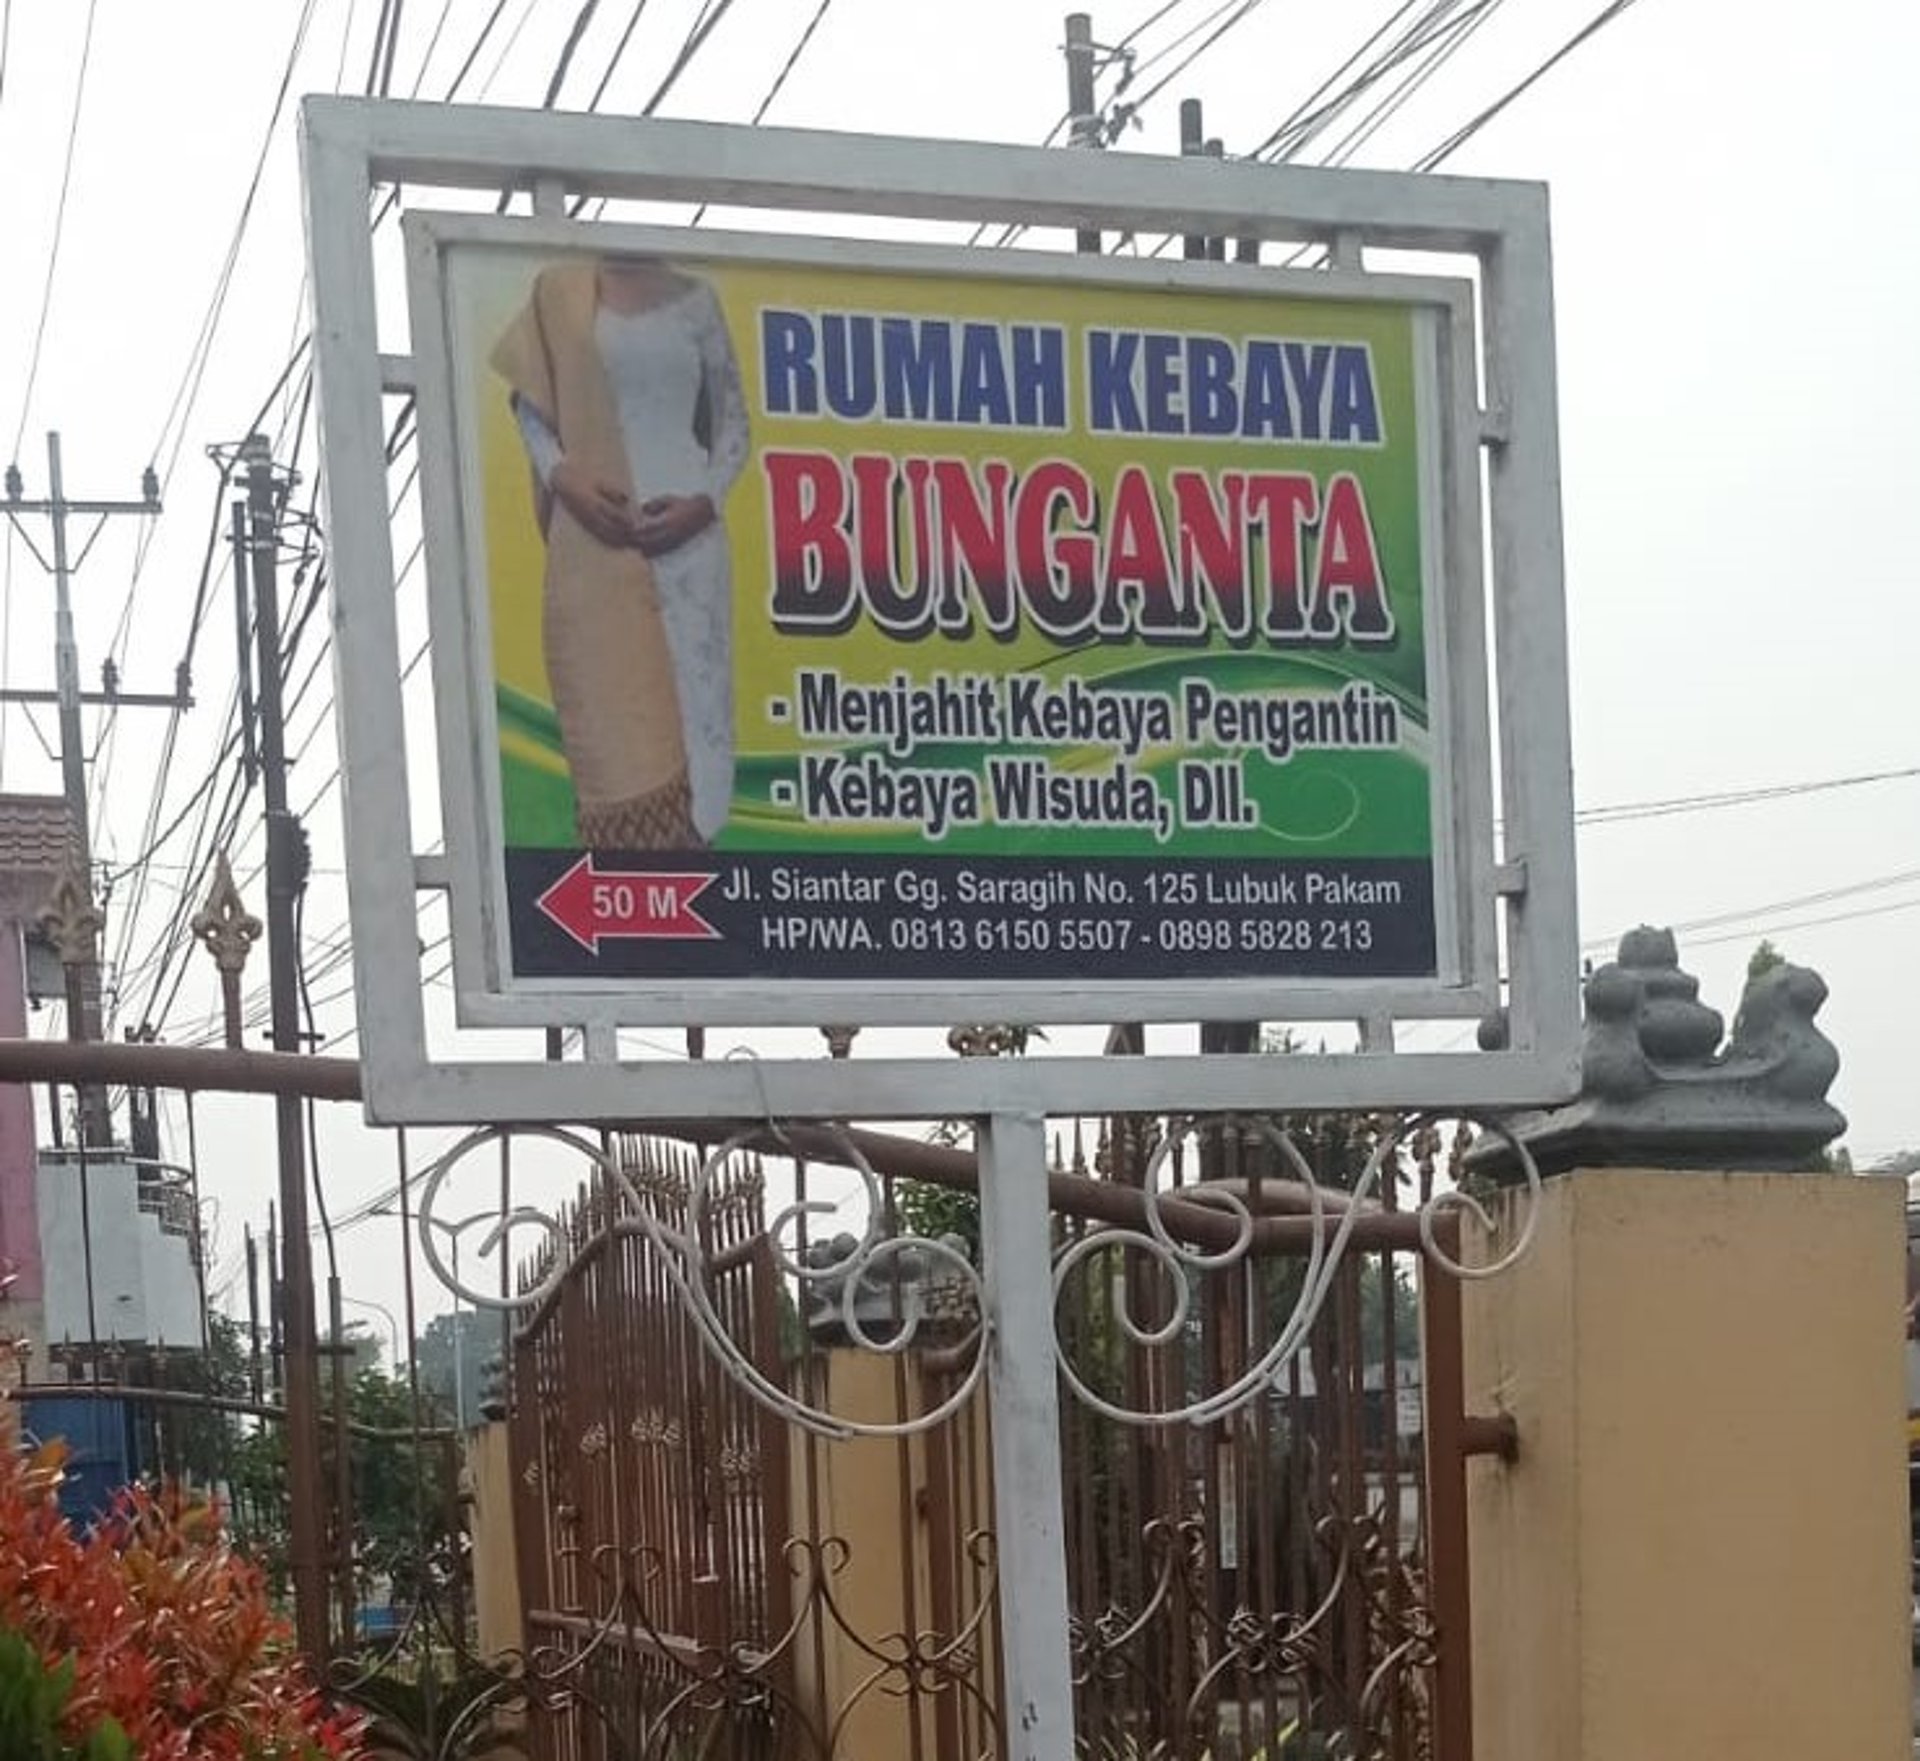 RUMAH KEBAYA
BUNGANTA
- Menjahit Kebaya Pengantin
- Kebaya Wisuda, Dll.
50 M
Jl. Siantar Gg. Saragih No. 125 Lubuk Pakam
HP/WA. 0813 6150 5507 - 0898 5828 213